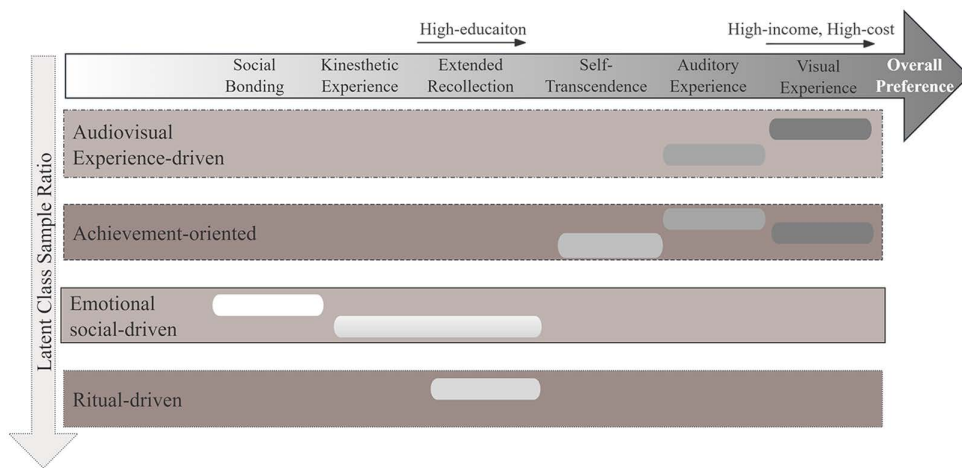 High-educaiton
High-income, High-cost
Social
Bonding
Kinesthetic
Experience
Extended
Recollection
Self-
Transcendence
Auditory
Experience
Visual
Experience
Overall
Preference
Latent Class Sample Ratio
Audiovisual
Experience-driven
Achievement-oriented
Emotional
social-driven
Ritual-driven